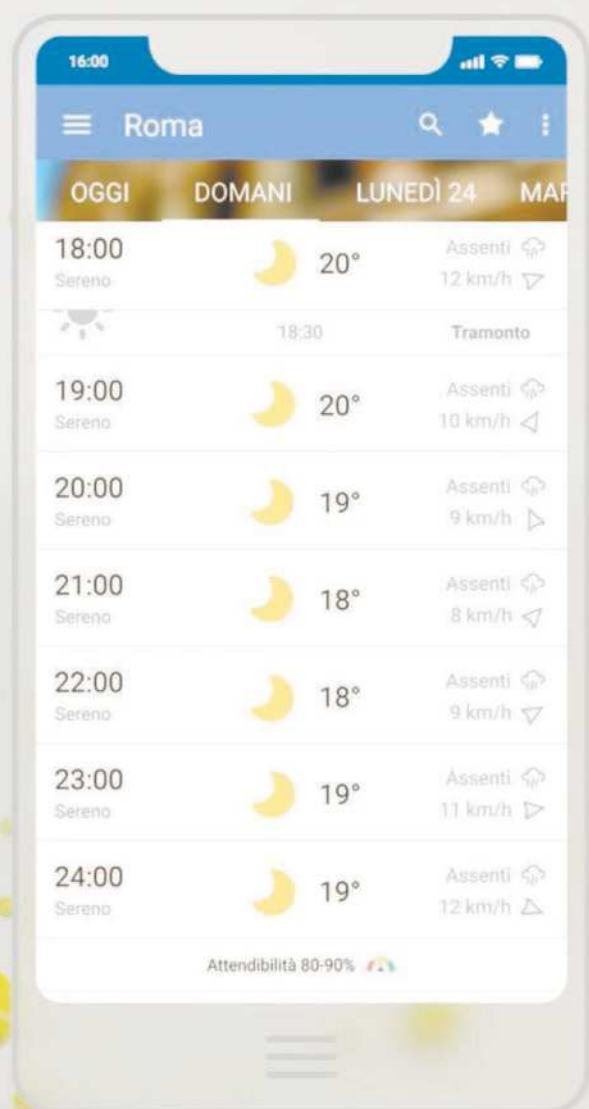 16:00
Roma
OGGI DOMANI LUNEDÌ 24 MAR
18:00 20° Assenti
Sereno 12 km/h
18:30 Tramonto
19:00 20° Assenti
Sereno 10 km/h
20:00 19° Assenti
Sereno 9 km/h
21:00 18° Assenti
Sereno 8 km/h
22:00 18° Assenti
Sereno 9 km/h
23:00 19° Assenti
Sereno 11 km/h
24:00 19° Assenti
Sereno 12 km/h
Attendibilità 80-90%